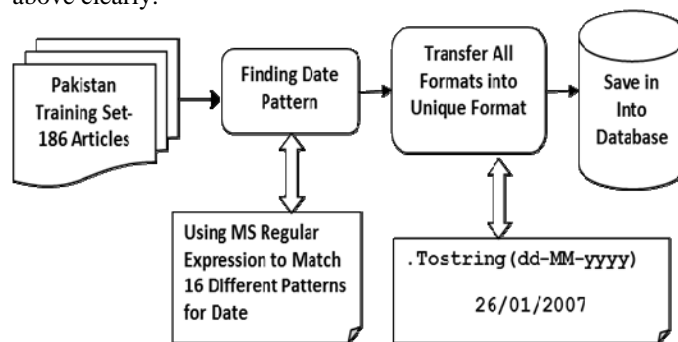 above clearly.
Pakistan
Training Set-
186 Articles
Finding Date
Pattern
Transfer All
Formats into
Unique Format
Save in
Into
Database
Using MS Regular
Expression to Match
16 Different Patterns
for Date
.Tostring(dd-MM-yyyy)
26/01/2007